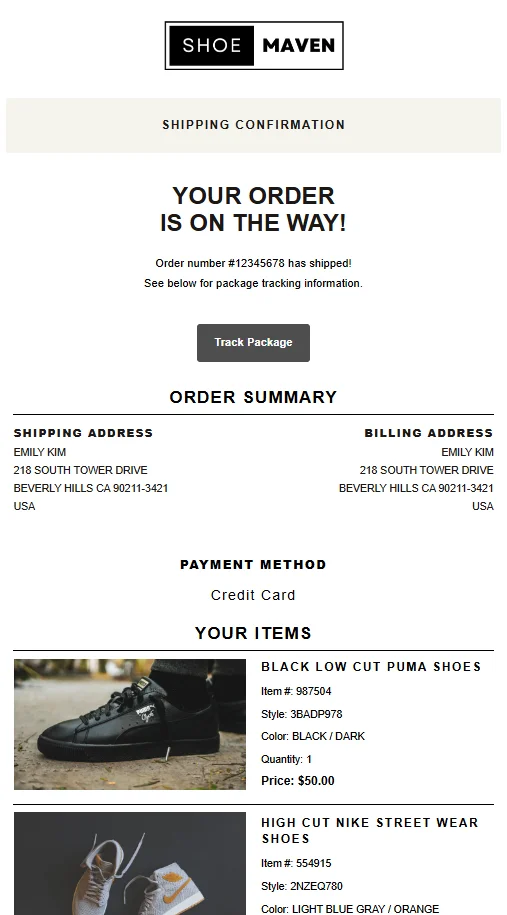 SHOE MAVEN
SHIPPING CONFIRMATION
YOUR ORDER
IS ON THE WAY!
Order number #12345678 has shipped!
See below for package tracking information.
Track Package
ORDER SUMMARY
SHIPPING ADDRESS
EMILY KIM
218 SOUTH TOWER DRIVE
BEVERLY HILLS CA 90211-3421
USA
BILLING ADDRESS
EMILY KIM
218 SOUTH TOWER DRIVE
BEVERLY HILLS CA 90211-3421
USA
PAYMENT METHOD
Credit Card
YOUR ITEMS
BLACK LOW CUT PUMA SHOES
Item #: 987504
Style: 3BADP978
Color: BLACK / DARK
Quantity: 1
Price: $50.00
HIGH CUT NIKE STREET WEAR
SHOES
Item #: 554915
Style: 2NZEQ780
Color: LIGHT BLUE GRAY / ORANGE